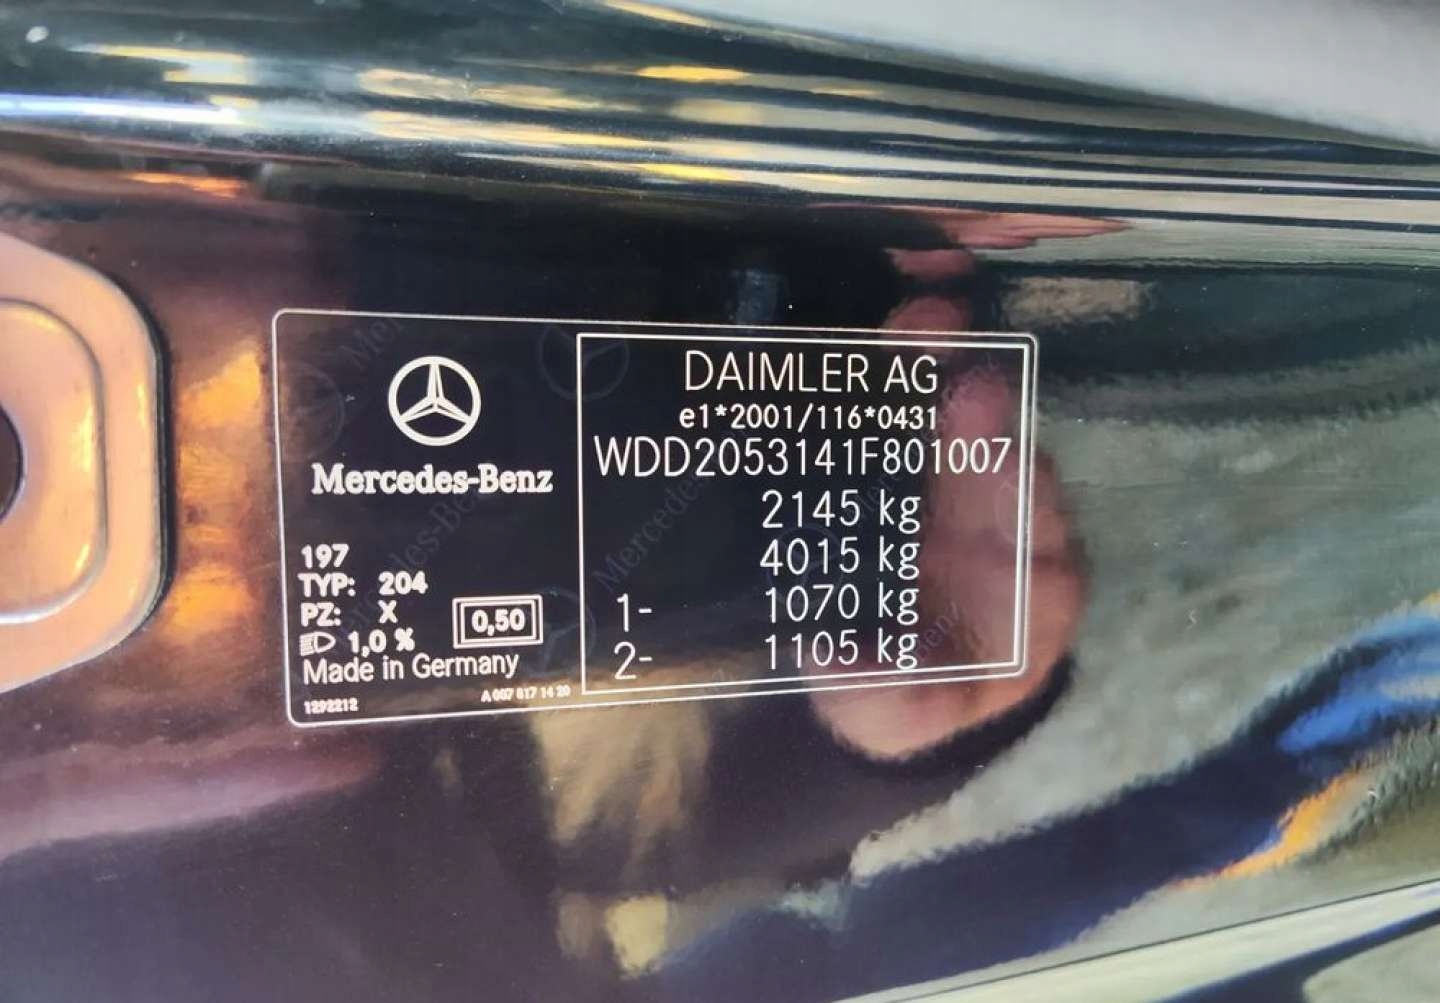 Mercedes-Benz
197
TYP: 204
PZ: X
1,0 %
0,50
Made in Germany
1292212
A 007 817 14 20
DAIMLER AG
e1*2001/116*0431
WDD2053141F801007
2145 kg
4015 kg
1- 1070 kg
2- 1105 kg